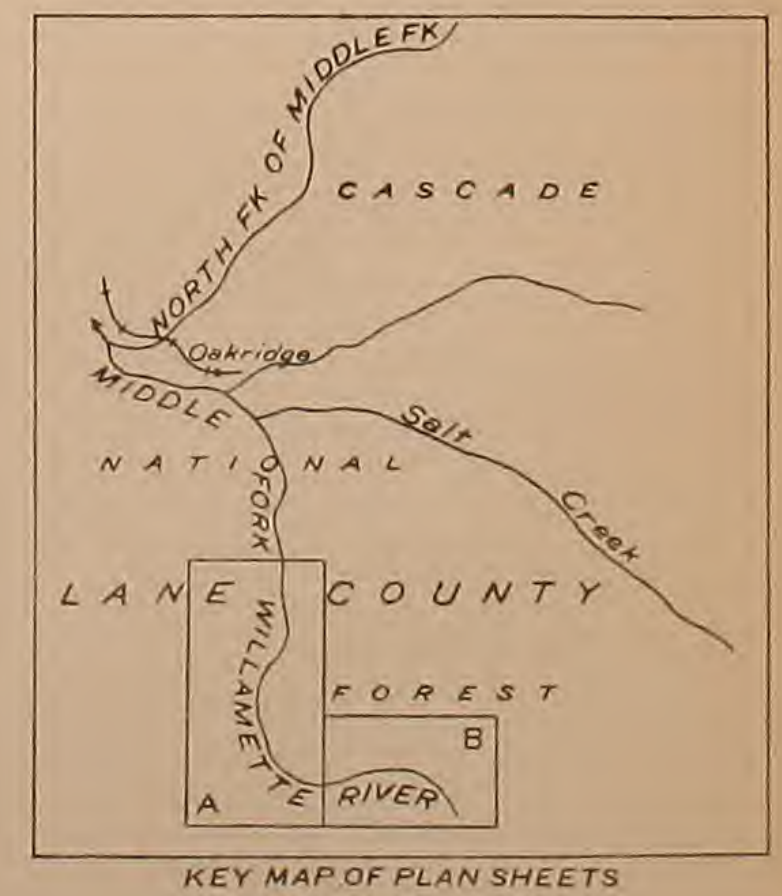 NORTH FK OF MIDDLE FK
CASCADE
Oakridge
MIDDLE FORK WILLAMETTE RIVER
Salt Creek
NATIONAL
LANE COUNTY
FOREST
B
A
KEY MAP OF PLAN SHEETS